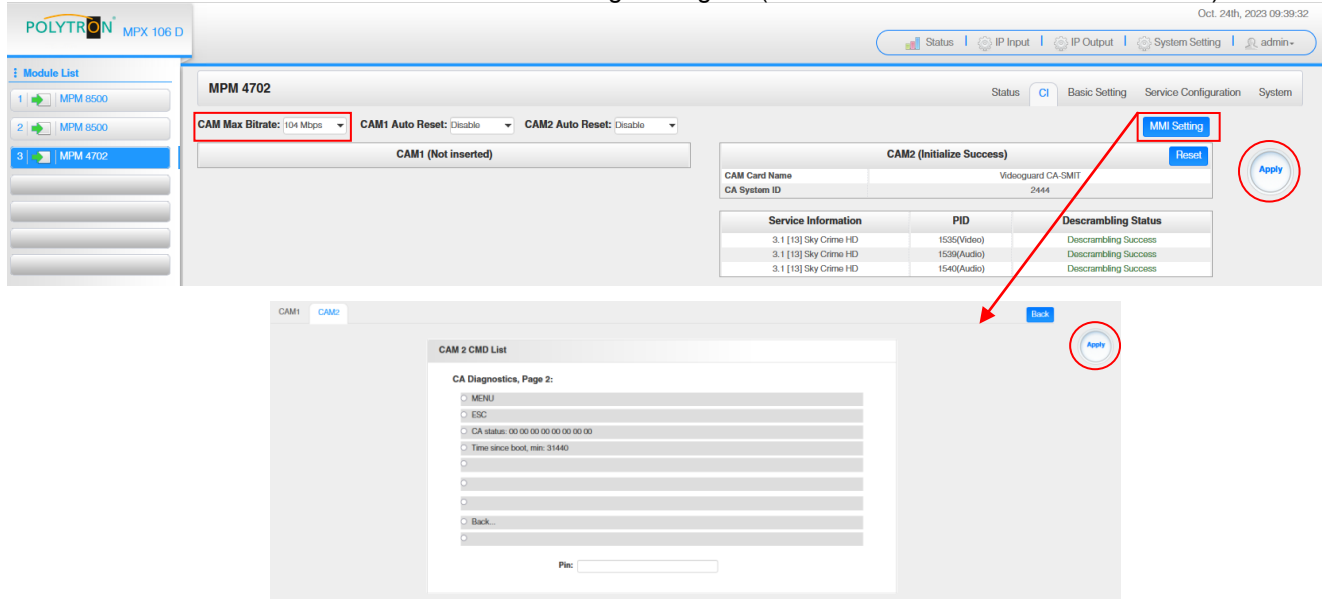 Oct. 24th, 2023 09:39:32
POLYTRON MPX 106 D
Status | IP Input | IP Output | System Setting | admin
Module List
1 MPM 8500
2 MPM 8500
3 MPM 4702
MPM 4702
Status CI Basic Setting Service Configuration System
CAM Max Bitrate: 104 Mbps CAM1 Auto Reset: Disable CAM2 Auto Reset: Disable MMI Setting
CAM1 (Not inserted)
CAM2 (Initialize Success) Reset
Apply
CAM Card Name Videoguard CA-SMIT
CA System ID 2444
Service Information PID Descrambling Status
3.1 [13] Sky Crime HD 1535(Video) Descrambling Success
3.1 [13] Sky Crime HD 1539(Audio) Descrambling Success
3.1 [13] Sky Crime HD 1540(Audio) Descrambling Success
CAM1 CAM2 Back
Apply
CAM 2 CMD List
CA Diagnostics, Page 2:
MENU
ESC
CA status: 00 00 00 00 00 00 00 00
Time since boot, min: 31440
Back...
Pin: